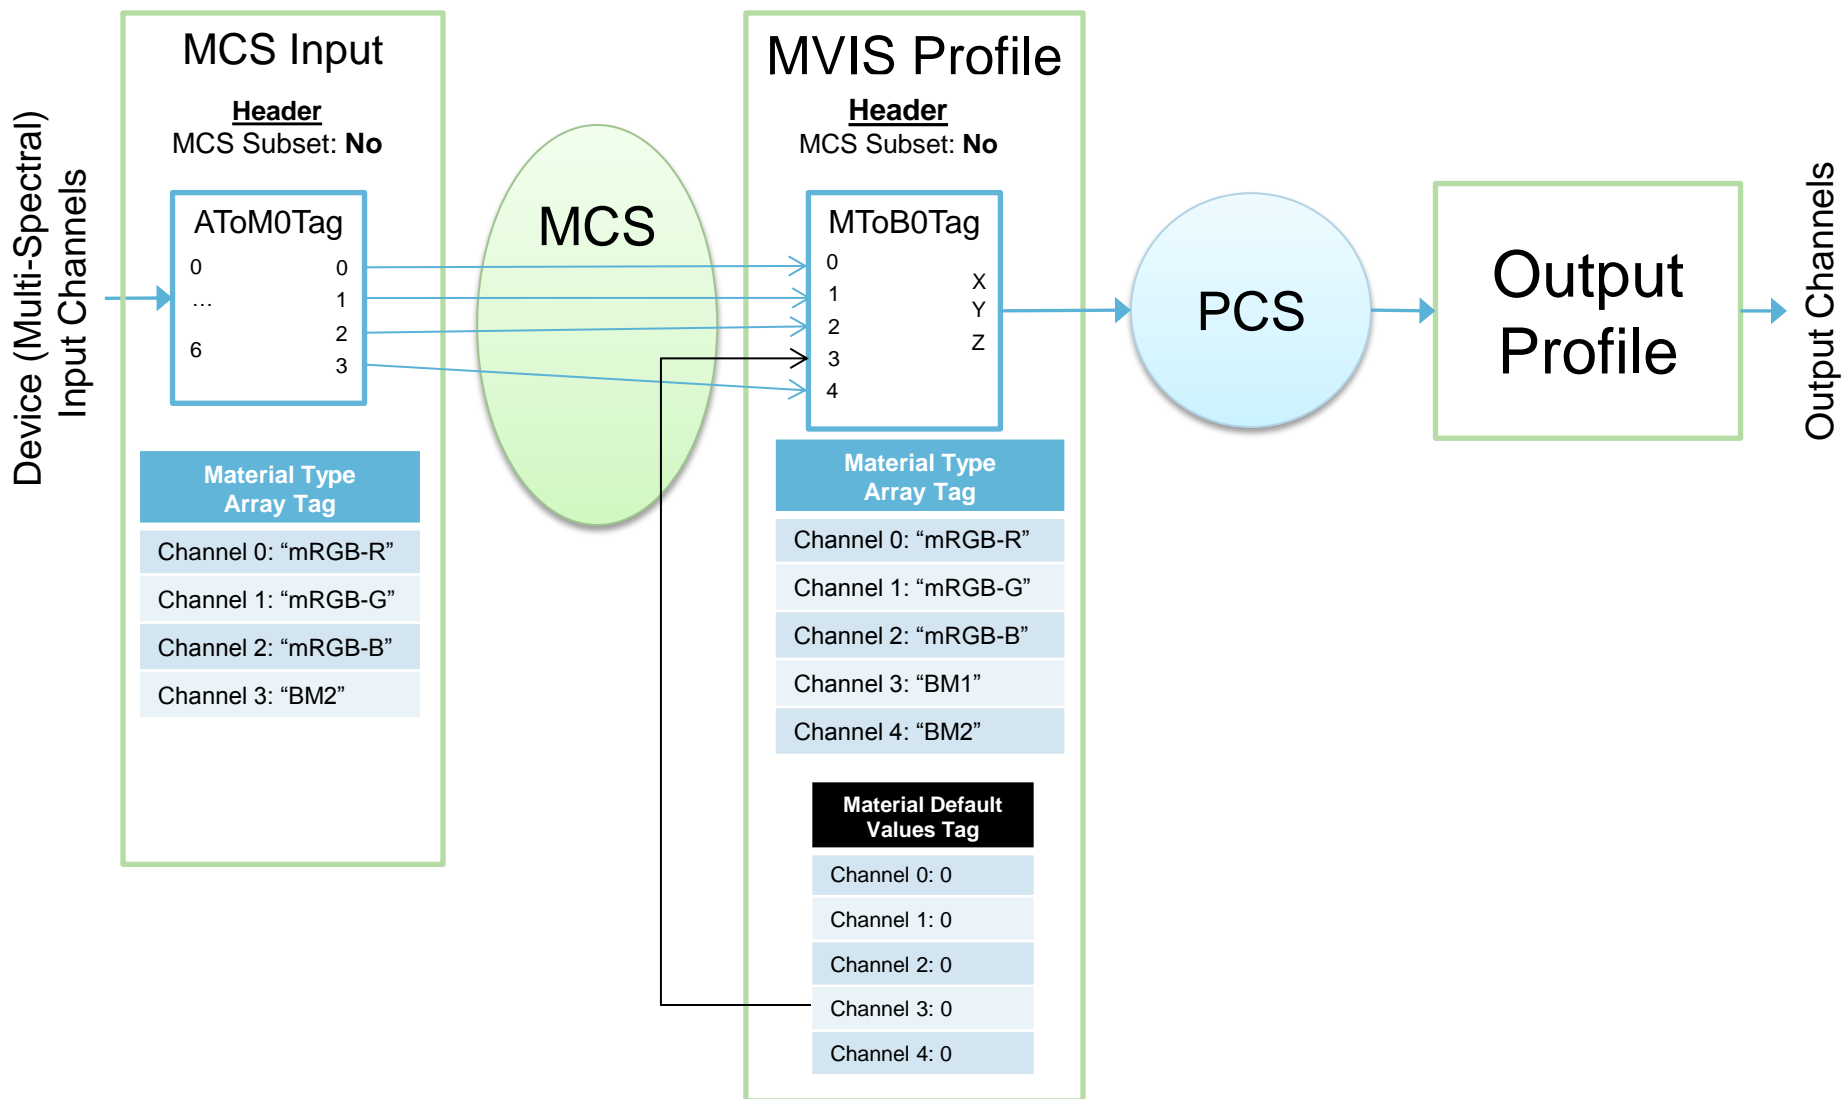 Device (Multi-Spectral)
Input Channels
MCS Input
Header
MCS Subset: No
AToM0Tag
0
...
6
0
1
2
3
Material Type
Array Tag
Channel 0: “mRGB-R”
Channel 1: “mRGB-G”
Channel 2: “mRGB-B”
Channel 3: “BM2”
MCS
MVIS Profile
Header
MCS Subset: No
MToB0Tag
0
1
2
3
4
X
Y
Z
Material Type
Array Tag
Channel 0: “mRGB-R”
Channel 1: “mRGB-G”
Channel 2: “mRGB-B”
Channel 3: “BM1”
Channel 4: “BM2”
Material Default
Values Tag
Channel 0: 0
Channel 1: 0
Channel 2: 0
Channel 3: 0
Channel 4: 0
PCS
Output
Profile
Output Channels